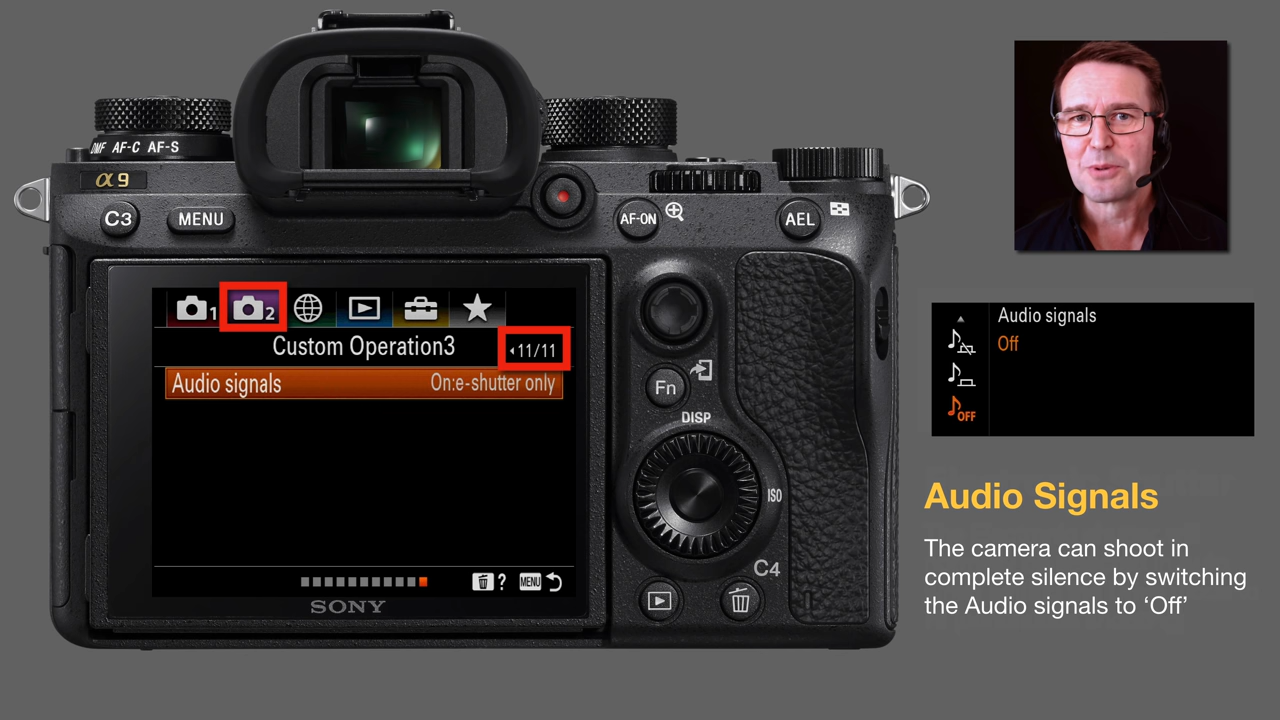 DMF AF-C AF-S
α9
C3
MENU
AF-ON
AEL
1
2
Custom Operation3
11/11
Audio signals
On:e-shutter only
?
MENU
SONY
Fn
DISP
ISO
C4
Audio signals
Off
OFF
Audio Signals
The camera can shoot in
complete silence by switching
the Audio signals to ‘Off’